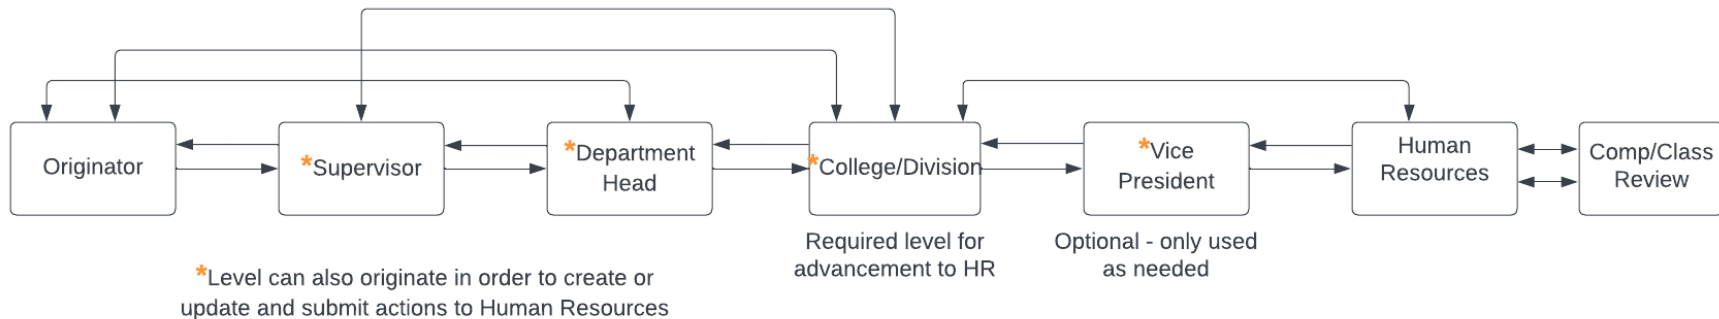 Originator
*Supervisor
*Department
Head
*College/Division
*Vice
President
Human
Resources
Comp/Class
Review
Required level for
advancement to HR
Optional - only used
as needed
*Level can also originate in order to create or
update and submit actions to Human Resources